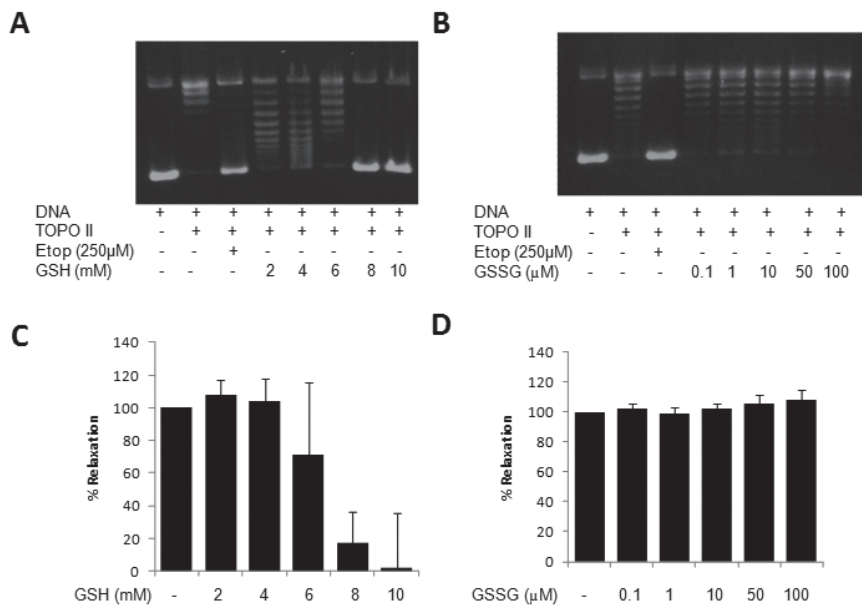 A
DNA + + + + + + + +
TOPO II - + + + + + + +
Etop (250µM) - - + - - - - -
GSH (mM) - - - 2 4 6 8 10
B
DNA + + + + + + + +
TOPO II - + + + + + + +
Etop (250µM) - - +
GSSG (µM) - - - 0.1 1 10 50 100
C
140
120
100
80
60
40
20
0
% Relaxation
GSH (mM) - 2 4 6 8 10
D
140
120
100
80
60
40
20
0
% Relaxation
GSSG (µM) - 0.1 1 10 50 100